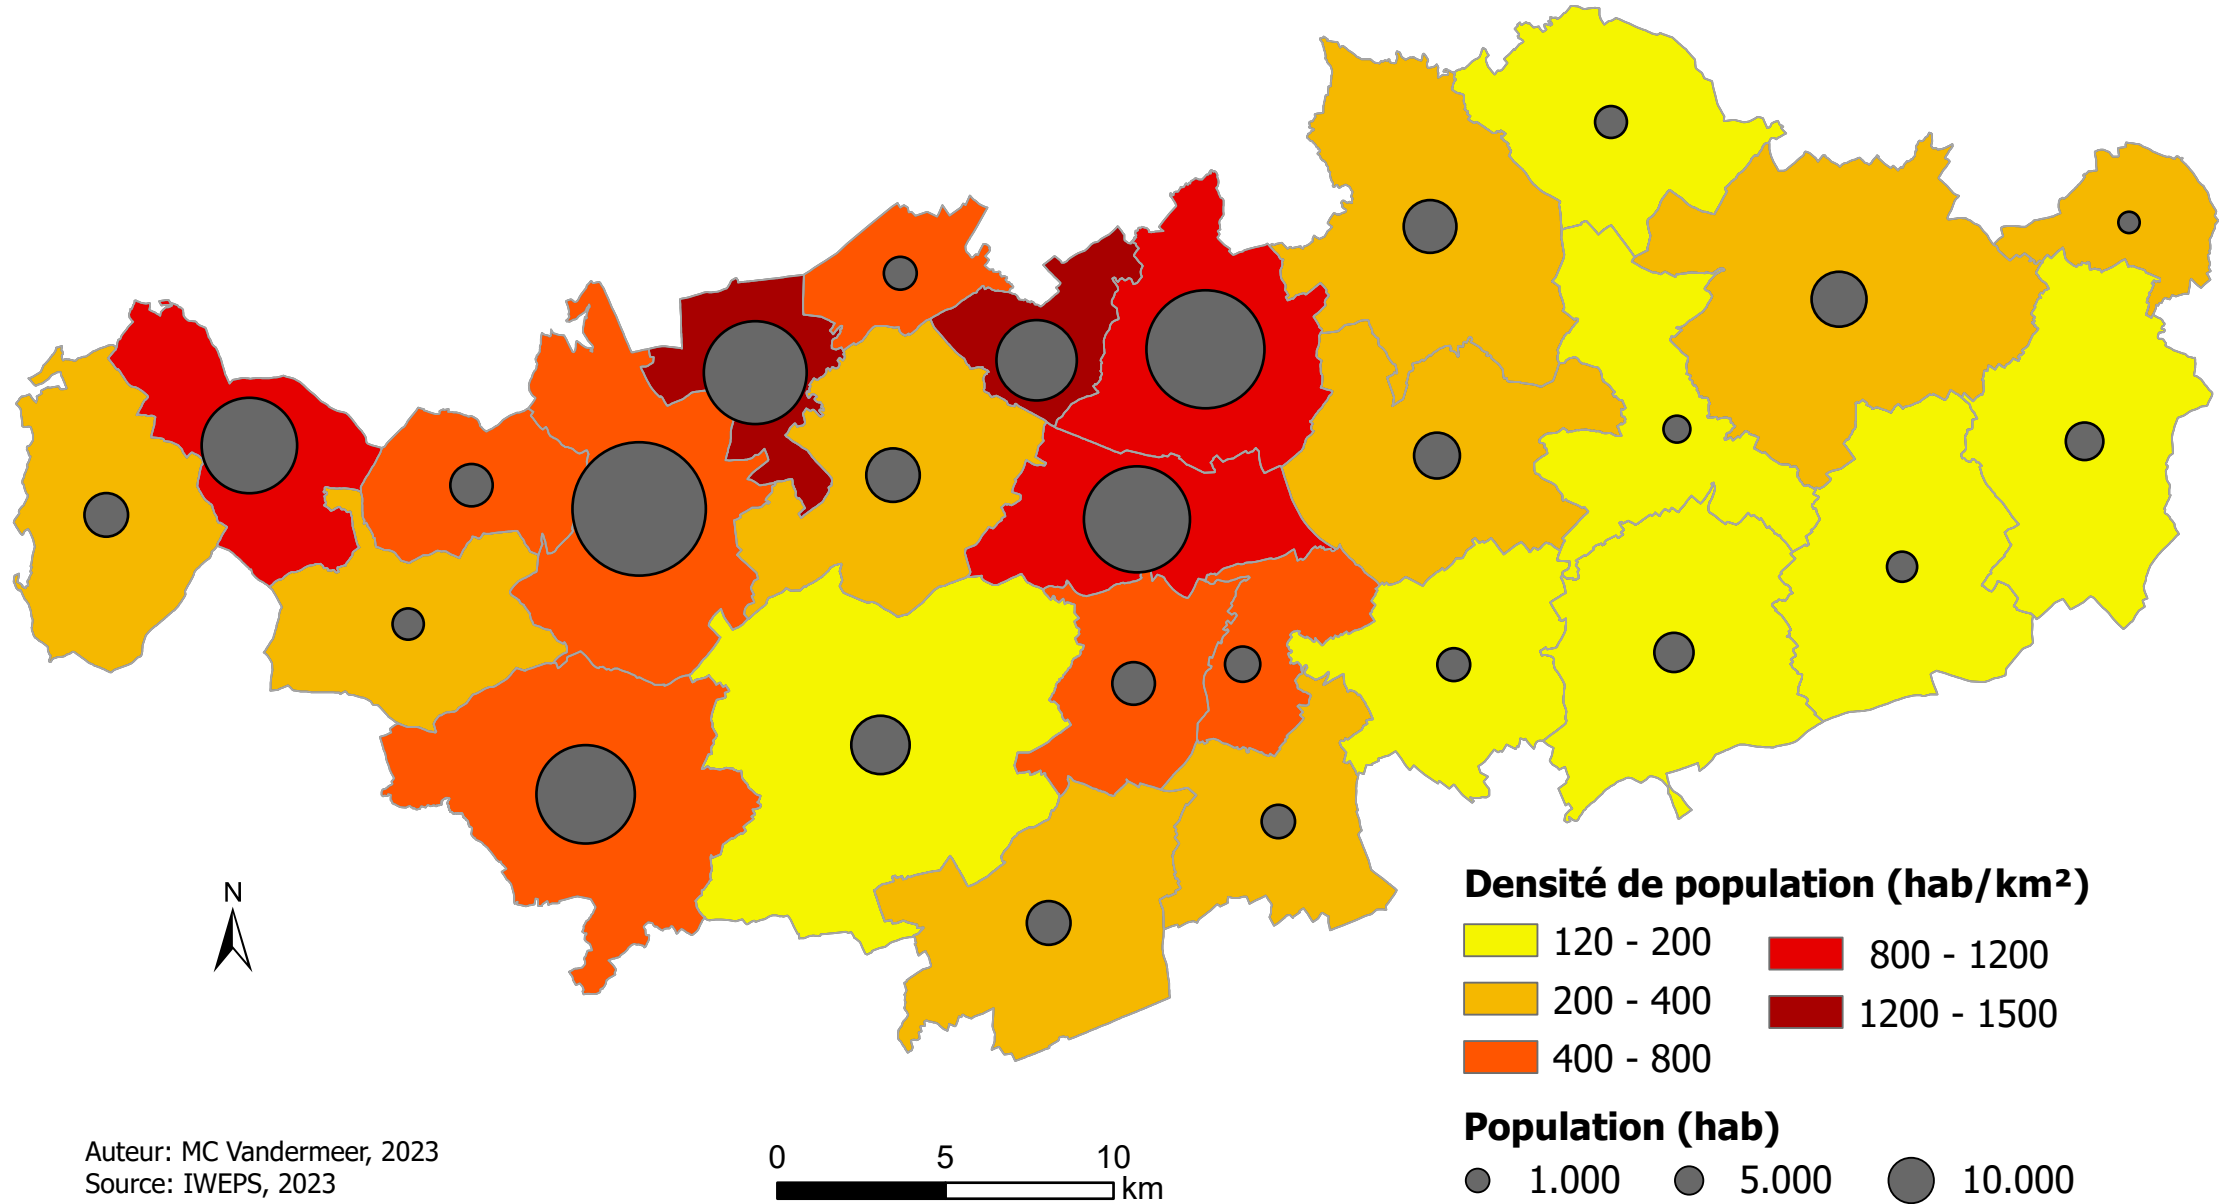 Densité de population (hab/km²)
120 - 200
200 - 400
400 - 800
800 - 1200
1200 - 1500
Population (hab)
1.000 5.000 10.000
N
Auteur: MC Vandermeer, 2023
Source: IWEPS, 2023
0 5 10
km